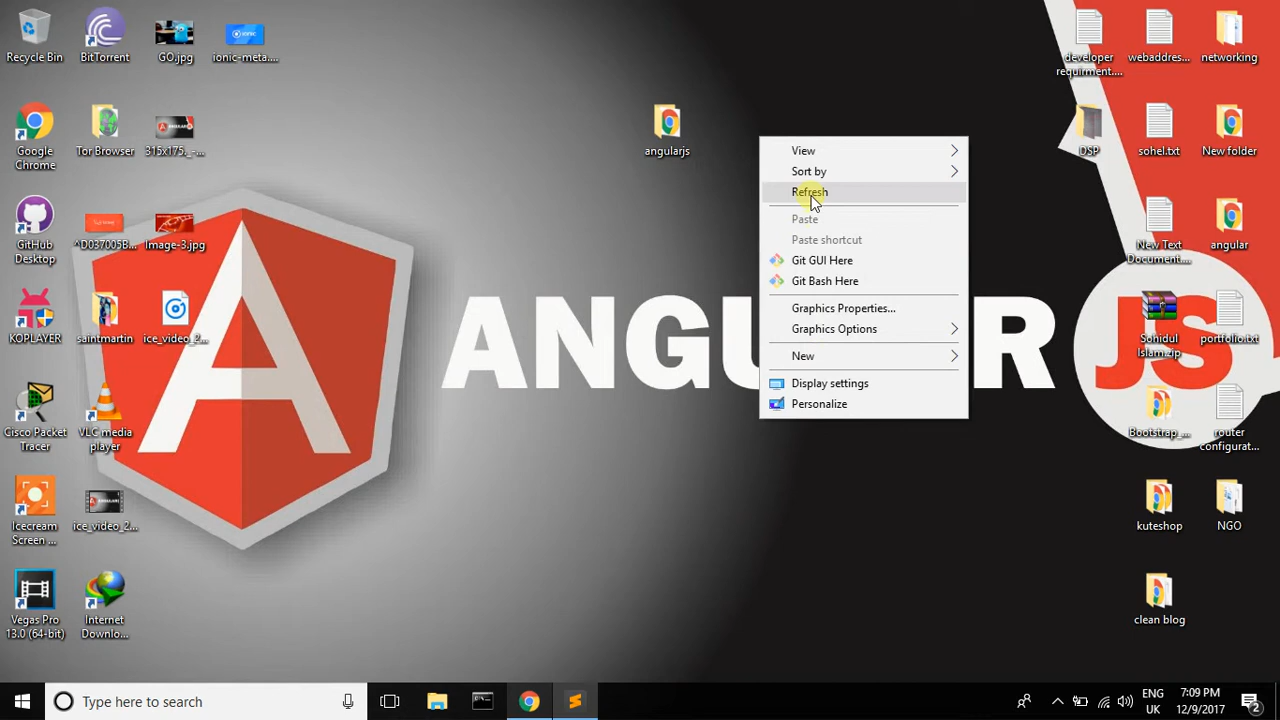 Recycle Bin
BitTorrent
GO.jpg
ionic-meta....
Google
Chrome
Tor Browser
315x175._-...
GitHub
Desktop
^D037005B...
Image-3.jpg
KOPLAYER
saintmartin
ice_video_2...
Cisco Packet
Tracer
VLC media
player
Icecream
Screen ...
ice_video_2...
Vegas Pro
13.0 (64-bit)
Internet
Downlo...
angularjs
ANGU
R
JS
View
Sort by
Refresh
Paste
Paste shortcut
Git GUI Here
Git Bash Here
Graphics Properties...
Graphics Options
New
Display settings
Personalize
developer
requirment....
webaddres...
networking
DSP
sohel.txt
New folder
New Text
Document....
angular
Sohidul
Islam.zip
portfolio.txt
Bootstrap_...
router
configurat...
kuteshop
NGO
clean blog
Type here to search
ENG
UK
7:09 PM
12/9/2017
2